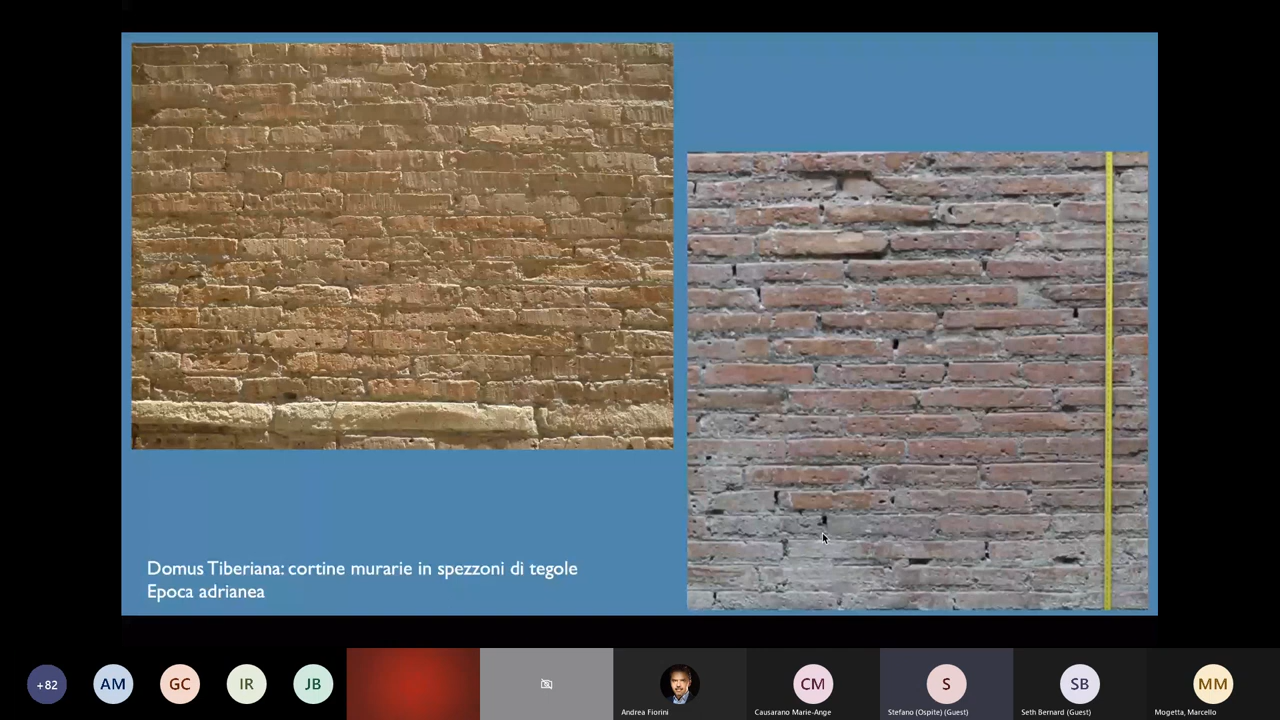 Domus Tiberiana: cortine murarie in spezzoni di tegole
Epoca adrianea
+82
AM
GC
IR
JB
Andrea Fiorini
CM
Causarano Marie-Ange
S
Stefano (Ospite) (Guest)
SB
Seth Bernard (Guest)
MM
Mogetta, Marcello